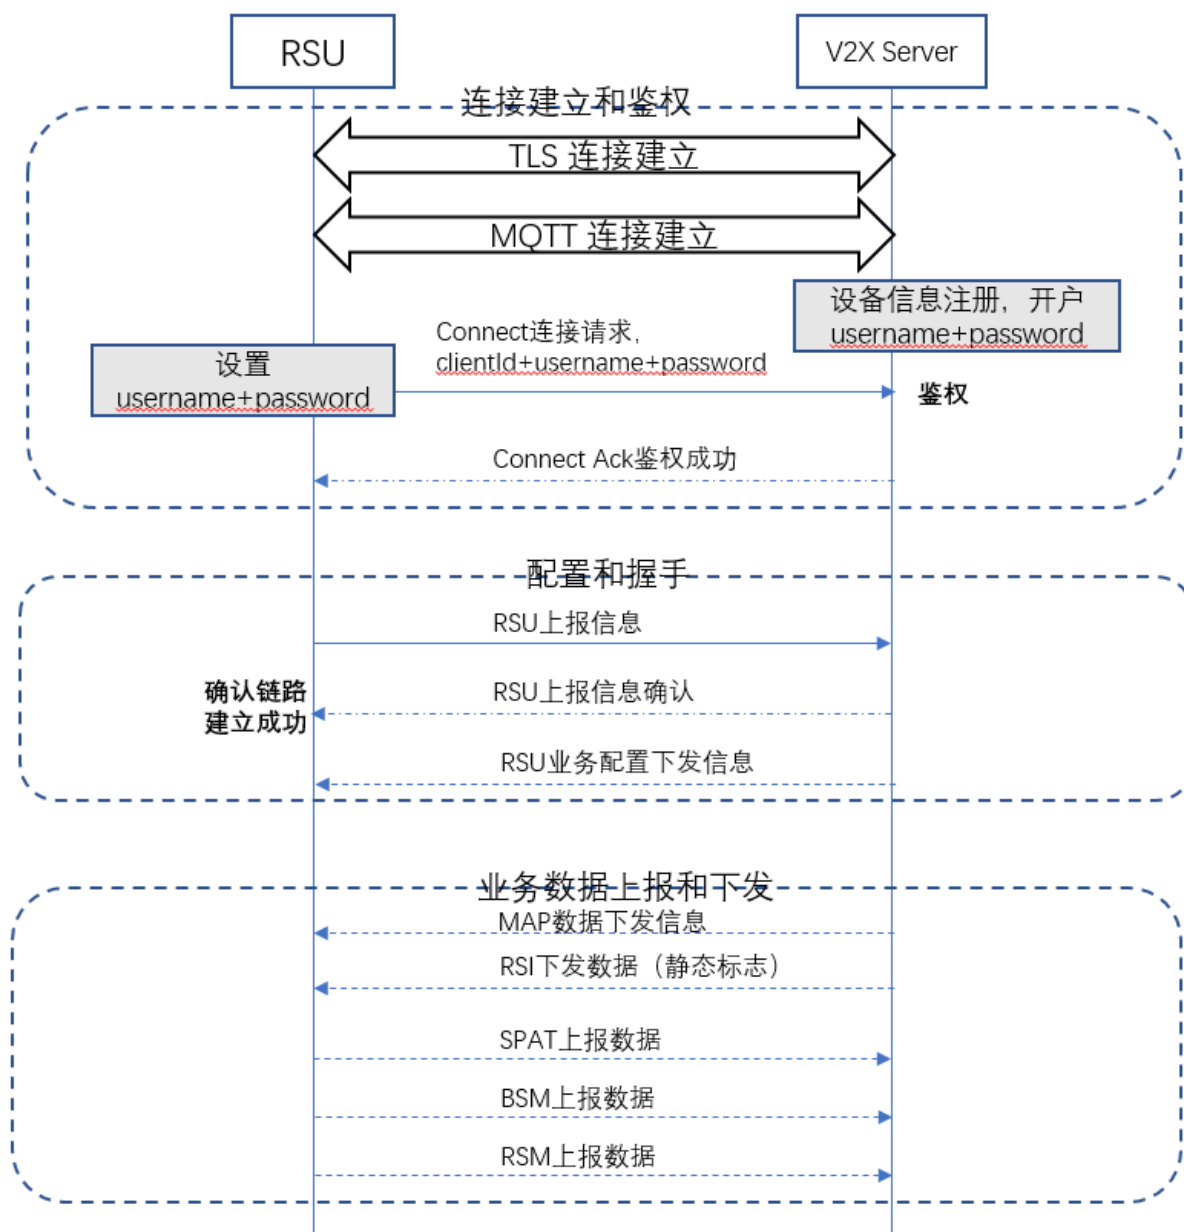 RSU
V2X Server
连接建立和鉴权
TLS 连接建立
MQTT 连接建立
设备信息注册，开户
username+password
Connect连接请求，
clientId+username+password
设置
username+password
鉴权
Connect Ack鉴权成功
配置和握手
RSU上报信息
确认链路
建立成功
RSU上报信息确认
RSU业务配置下发信息
业务数据上报和下发
MAP数据下发信息
RSI下发数据（静态标志）
SPAT上报数据
BSM上报数据
RSM上报数据